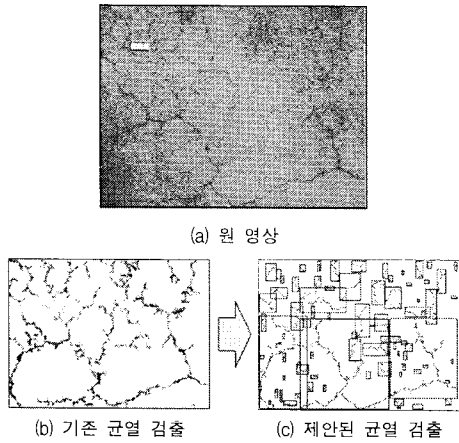 (a) 원 영상
(b) 기존 균열 검출
(c) 제안된 균열 검출